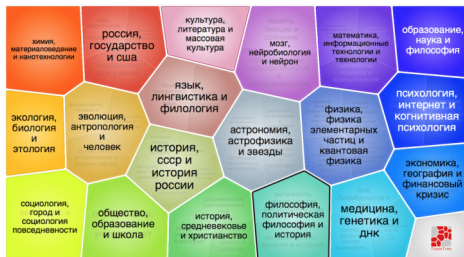 химия,
материаловедение
и нанотехнологии
россия,
государство
и сша
культура,
литература и
массовая
культура
мозг,
нейробиология
и нейрон
математика,
информационные
технологии и
технологии
образование,
наука и
философия
экология,
биология
и
этология
эволюция,
антропология
и
человек
язык,
лингвистика и
филология
астрономия,
астрофизика
и звезды
физика,
физика
элементарных
частиц и
квантовая
физика
психология,
интернет и
когнитивная
психология
история,
ссср и
история
россии
экономика,
география и
финансовый
кризис
социология,
город и
социология
повседневности
общество,
образование
и школа
история,
средневековье
и христианство
философия,
политическая
философия и
история
медицина,
генетика и
днк
FoamTree